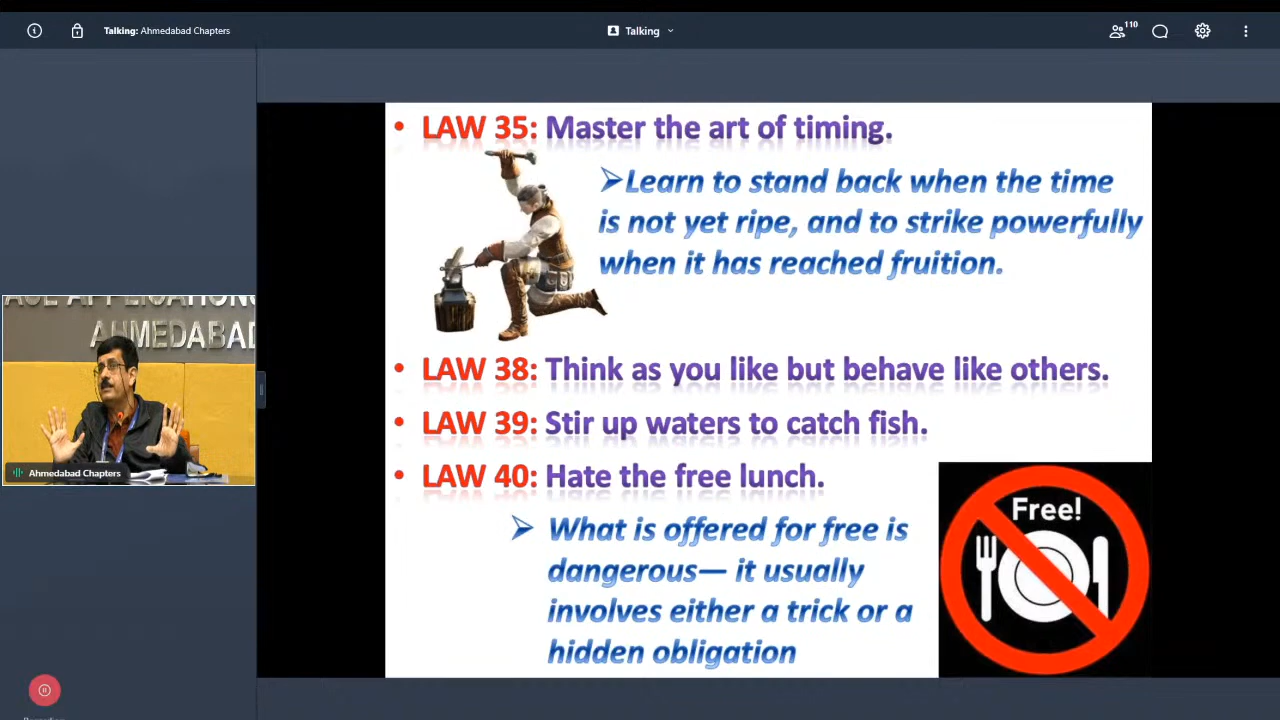 Talking: Ahmedabad Chapters
Talking
110
• LAW 35: Master the art of timing.
➢Learn to stand back when the time
is not yet ripe, and to strike powerfully
when it has reached fruition.
• LAW 38: Think as you like but behave like others.
• LAW 39: Stir up waters to catch fish.
• LAW 40: Hate the free lunch.
➢ What is offered for free is
dangerous— it usually
involves either a trick or a
hidden obligation
Free!
AHMEDABAD
Ahmedabad Chapters